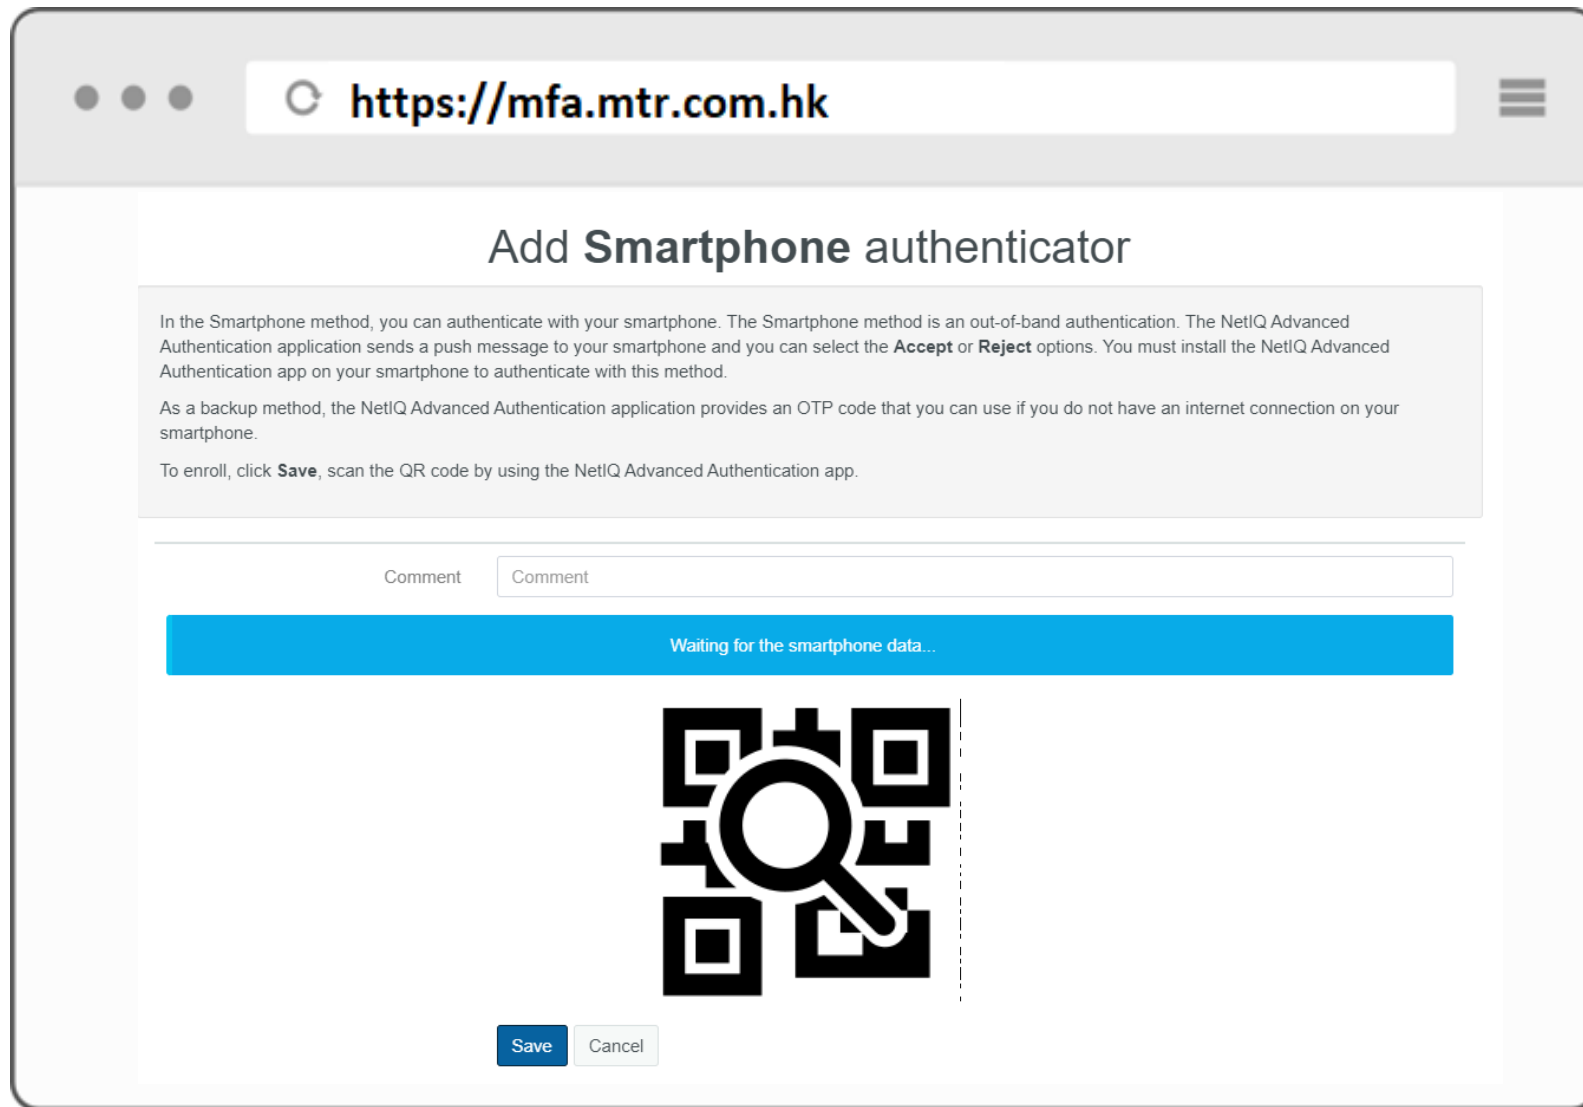 https://mfa.mtr.com.hk
Add Smartphone authenticator
In the Smartphone method, you can authenticate with your smartphone. The Smartphone method is an out-of-band authentication. The NetIQ Advanced
Authentication application sends a push message to your smartphone and you can select the Accept or Reject options. You must install the NetIQ Advanced
Authentication app on your smartphone to authenticate with this method.
As a backup method, the NetIQ Advanced Authentication application provides an OTP code that you can use if you do not have an internet connection on your
smartphone.
To enroll, click Save, scan the QR code by using the NetIQ Advanced Authentication app.
Comment Comment
Waiting for the smartphone data...
Save Cancel